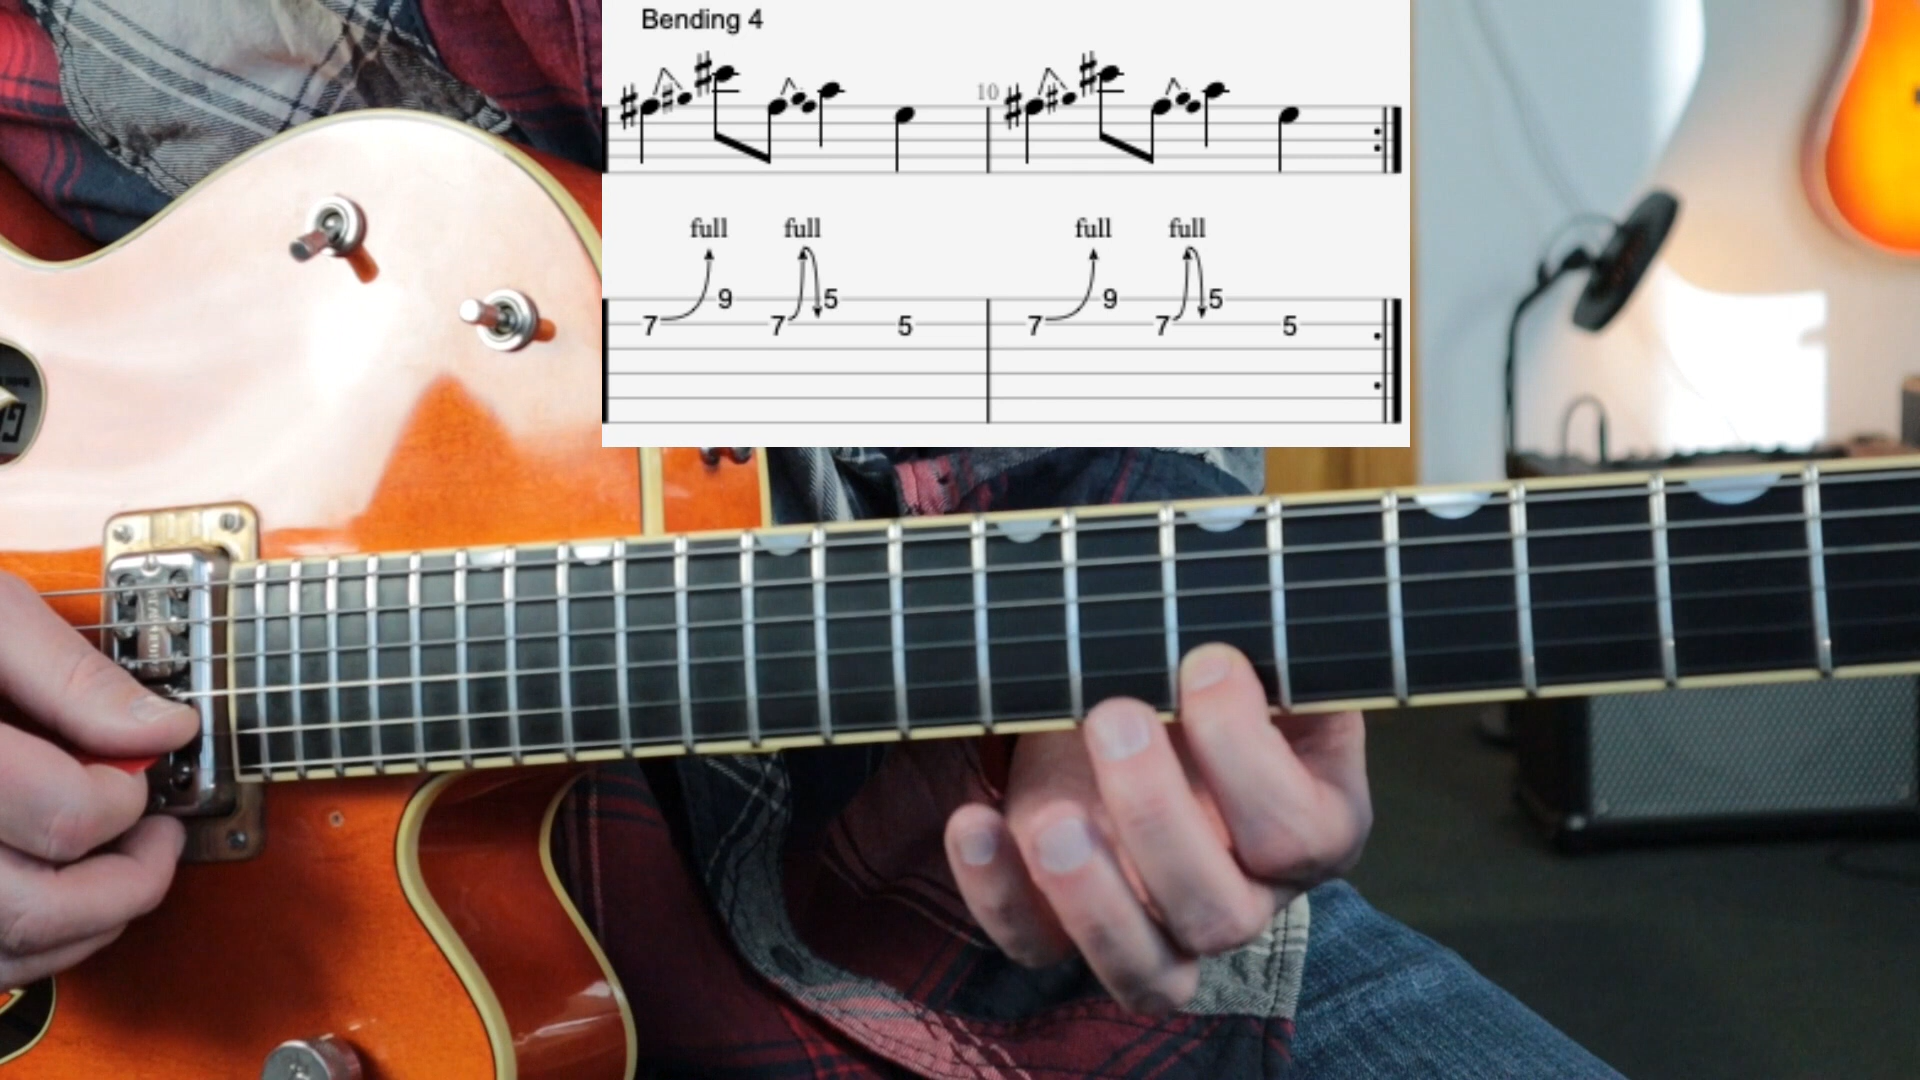 Bending 4
10
full full full full
9 5 9 5
7 7 5 7 7 5